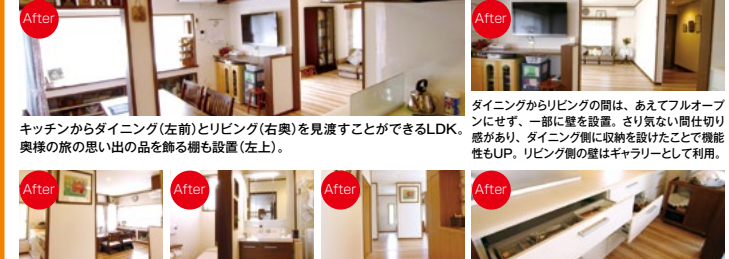 After
After
キッチンからダイニング（左前）とリビング（右奥）を見渡すことができるLDK。
奥様の旅の思い出の品を飾る棚も設置（左上）。
ダイニングからリビングの間は、あえてフルオープ
ンにせず、一部に壁を設置。さり気ない間仕切り
感があり、ダイニング側に収納を設けたことで機能
性もUP。リビング側の壁はギャラリーとして利用。
After
After
After
After